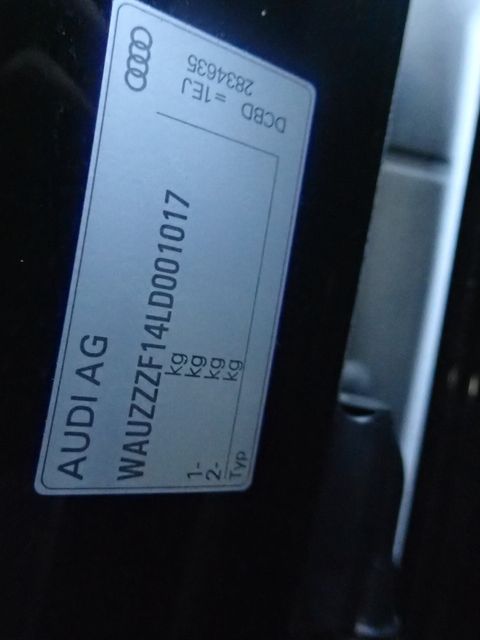 AUDI AG
WAUZZZF14LD001017
kg
kg
1- kg
2- kg
Typ
DCBD =1EJ
2834635